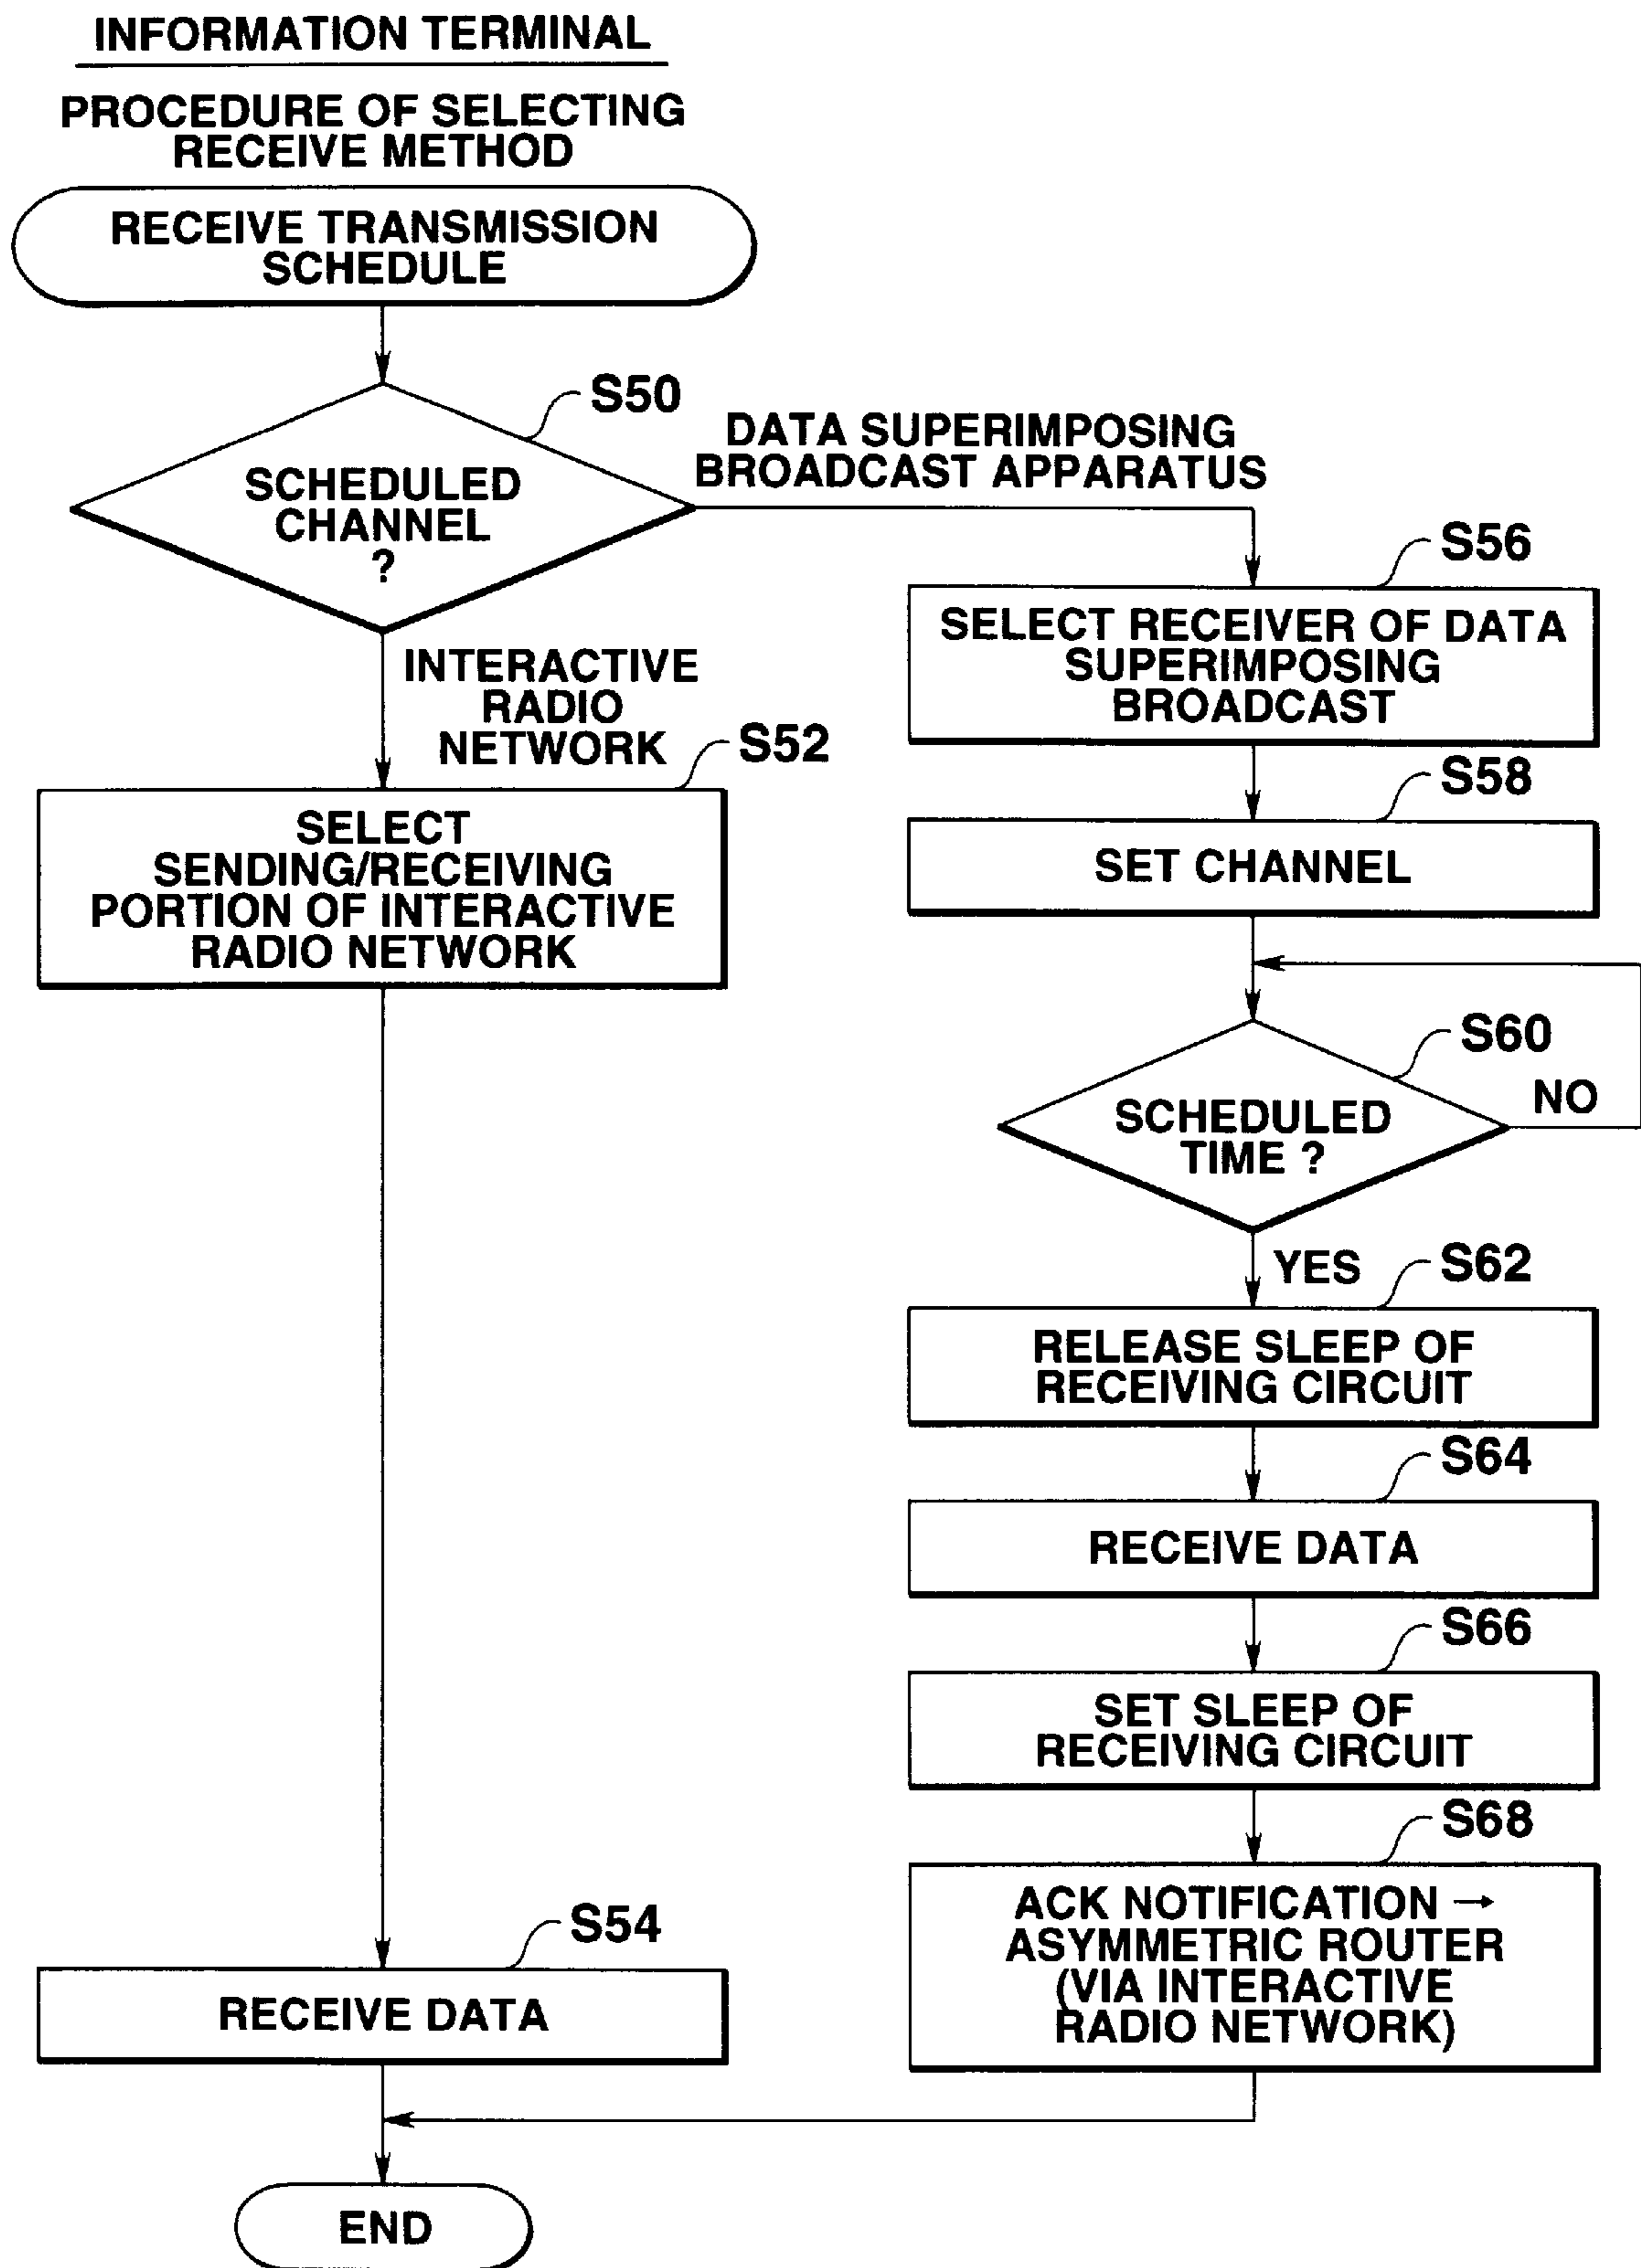 INFORMATION TERMINAL
PROCEDURE OF SELECTING
RECEIVE METHOD
RECEIVE TRANSMISSION
SCHEDULE
S50
SCHEDULED
CHANNEL
?
DATA SUPERIMPOSING
BROADCAST APPARATUS
INTERACTIVE
RADIO
NETWORK
S52
SELECT
SENDING/RECEIVING
PORTION OF INTERACTIVE
RADIO NETWORK
S54
RECEIVE DATA
S56
SELECT RECEIVER OF DATA
SUPERIMPOSING
BROADCAST
S58
SET CHANNEL
S60
SCHEDULED
TIME ?
NO
YES
S62
RELEASE SLEEP OF
RECEIVING CIRCUIT
S64
RECEIVE DATA
S66
SET SLEEP OF
RECEIVING CIRCUIT
S68
ACK NOTIFICATION →
ASYMMETRIC ROUTER
(VIA INTERACTIVE
RADIO NETWORK)
END